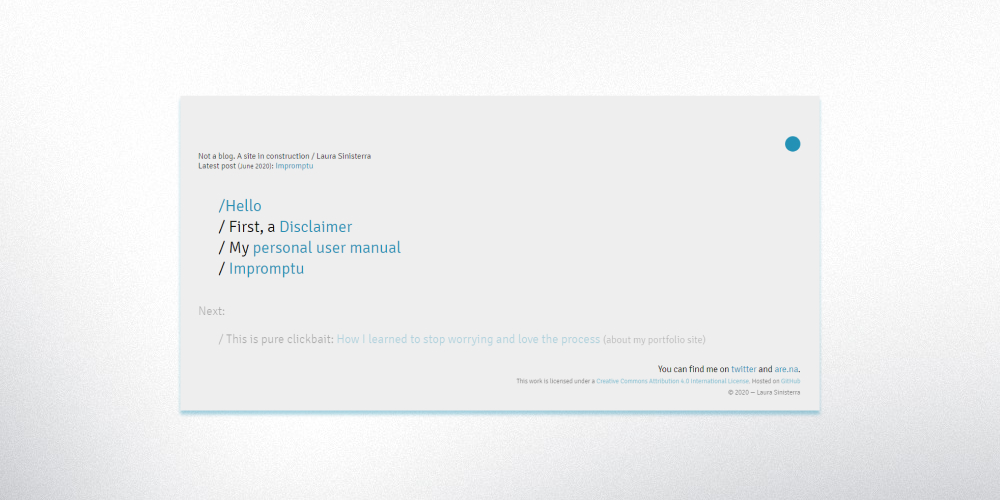 Not a blog. A site in construction / Laura Sinisterra
Latest post (June 2020): Impromptu
/Hello
/ First, a Disclaimer
/ My personal user manual
/ Impromptu
Next:
/ This is pure clickbait: How I learned to stop worrying and love the process (about my portfolio site)
You can find me on twitter and are.na.
This work is licensed under a Creative Commons Attribution 4.0 International License. Hosted on GitHub
© 2020 — Laura Sinisterra